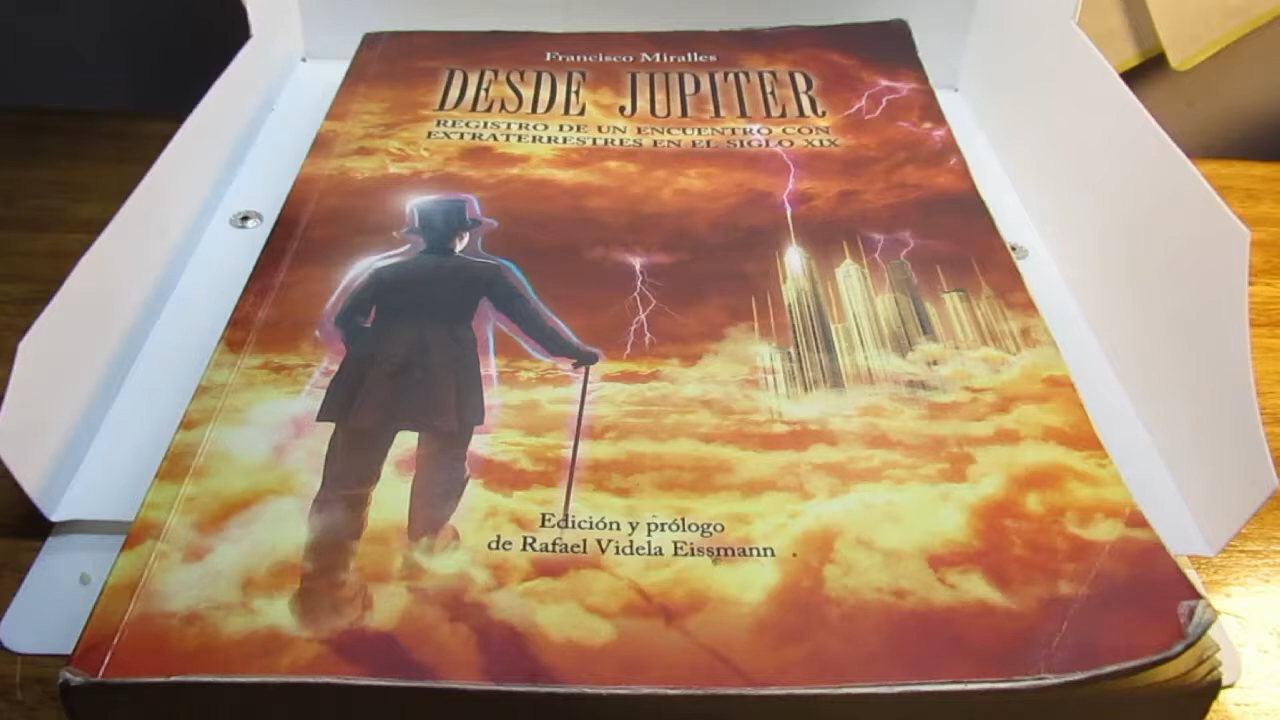 Francisco Miralles
DESDE JUPITER
REGISTRO DE UN ENCUENTRO CON
EXTRATERRESTRES EN EL SIGLO XIX
Edición y prólogo
de Rafael Videla Eissmann